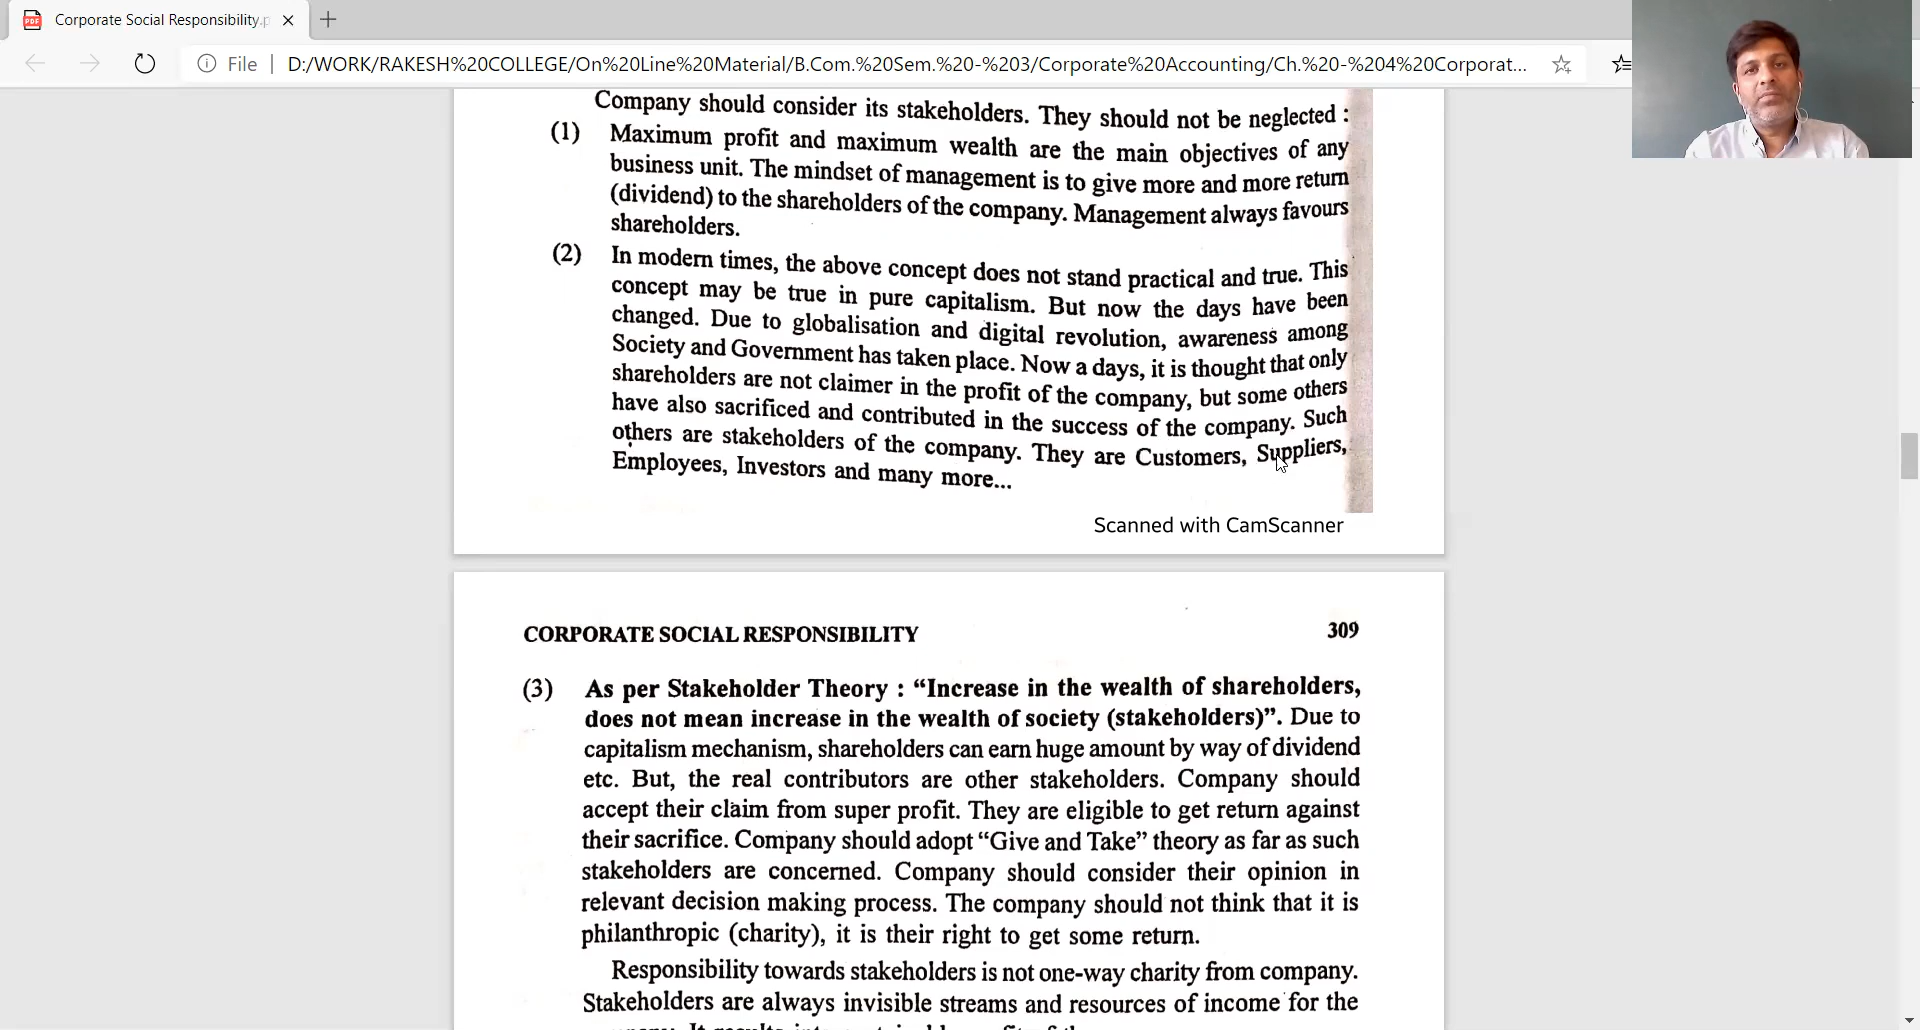 Corporate Social Responsibility.p
File
D:/WORK/RAKESH%20COLLEGE/On%20Line%20Material/B.Com.%20Sem.%20-%203/Corporate%20Accounting/Ch.%20-%204%20Corporat...
Company should consider its stakeholders. They should not be neglected :
(1) Maximum profit and maximum wealth are the main objectives of any
business unit. The mindset of management is to give more and more return
(dividend) to the shareholders of the company. Management always favours
shareholders.
(2) In modern times, the above concept does not stand practical and true. This
concept may be true in pure capitalism. But now the days have been
changed. Due to globalisation and digital revolution, awareness among
Society and Government has taken place. Now a days, it is thought that only
shareholders are not claimer in the profit of the company, but some others
have also sacrificed and contributed in the success of the company. Such
others are stakeholders of the company. They are Customers, Suppliers,
Employees, Investors and many more...
Scanned with CamScanner
CORPORATE SOCIAL RESPONSIBILITY 309
(3) As per Stakeholder Theory : “Increase in the wealth of shareholders,
does not mean increase in the wealth of society (stakeholders)”. Due to
capitalism mechanism, shareholders can earn huge amount by way of dividend
etc. But, the real contributors are other stakeholders. Company should
accept their claim from super profit. They are eligible to get return against
their sacrifice. Company should adopt “Give and Take” theory as far as such
stakeholders are concerned. Company should consider their opinion in
relevant decision making process. The company should not think that it is
philanthropic (charity), it is their right to get some return.
Responsibility towards stakeholders is not one-way charity from company.
Stakeholders are always invisible streams and resources of income for the